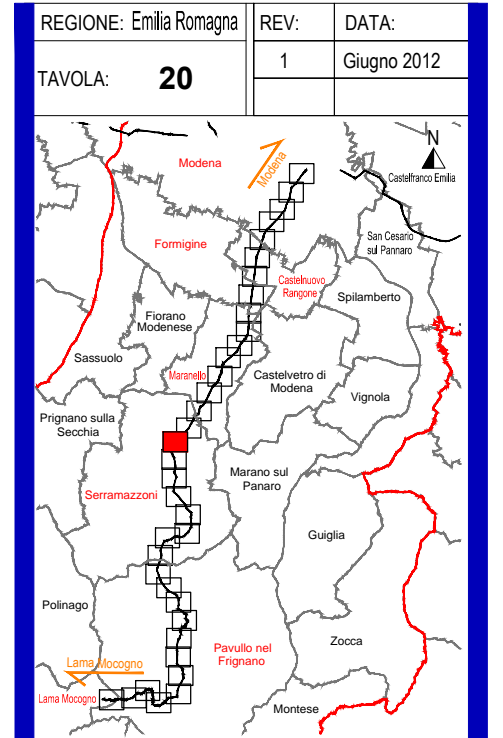 REGIONE: Emilia Romagna
REV:
DATA:
TAVOLA: 20
1
Giugno 2012
N
Modena
Modena
Castelfranco Emilia
San Cesario
sul Pannaro
Formigine
Castelnuovo
Rangone
Spilamberto
Fiorano
Modenese
Sassuolo
Maranello
Castelvetro di
Modena
Vignola
Prignano sulla
Secchia
Marano sul
Panaro
Serramazzoni
Guiglia
Polinago
Zocca
Pavullo nel
Frignano
Lama Mocogno
Lama Mocogno
Montese